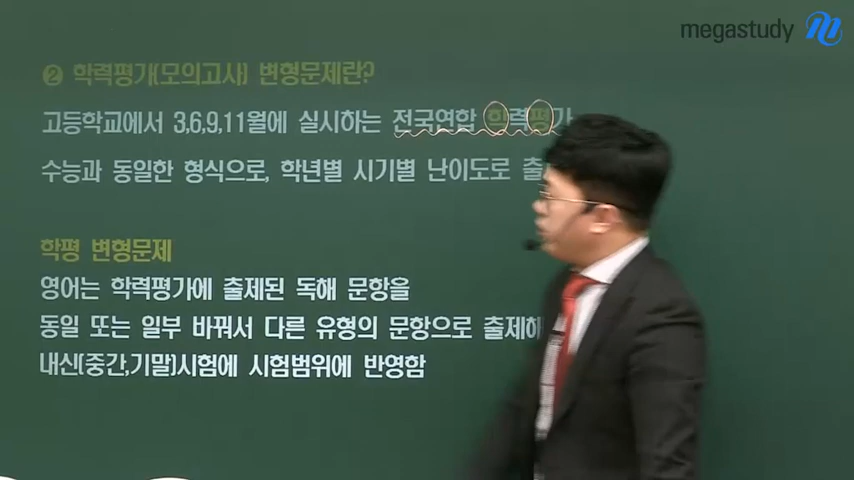 megastudy
❷ 학력평가(모의고사) 변형문제란?
고등학교에서 3,6,9,11월에 실시하는 전국연합 학력평가
수능과 동일한 형식으로, 학년별 시기별 난이도로
학평 변형문제
영어는 학력평가에 출제된 독해 문항을
동일 또는 일부 바꿔서 다른 유형의 문항으로
내신(중간,기말)시험에 시험범위에 반영함